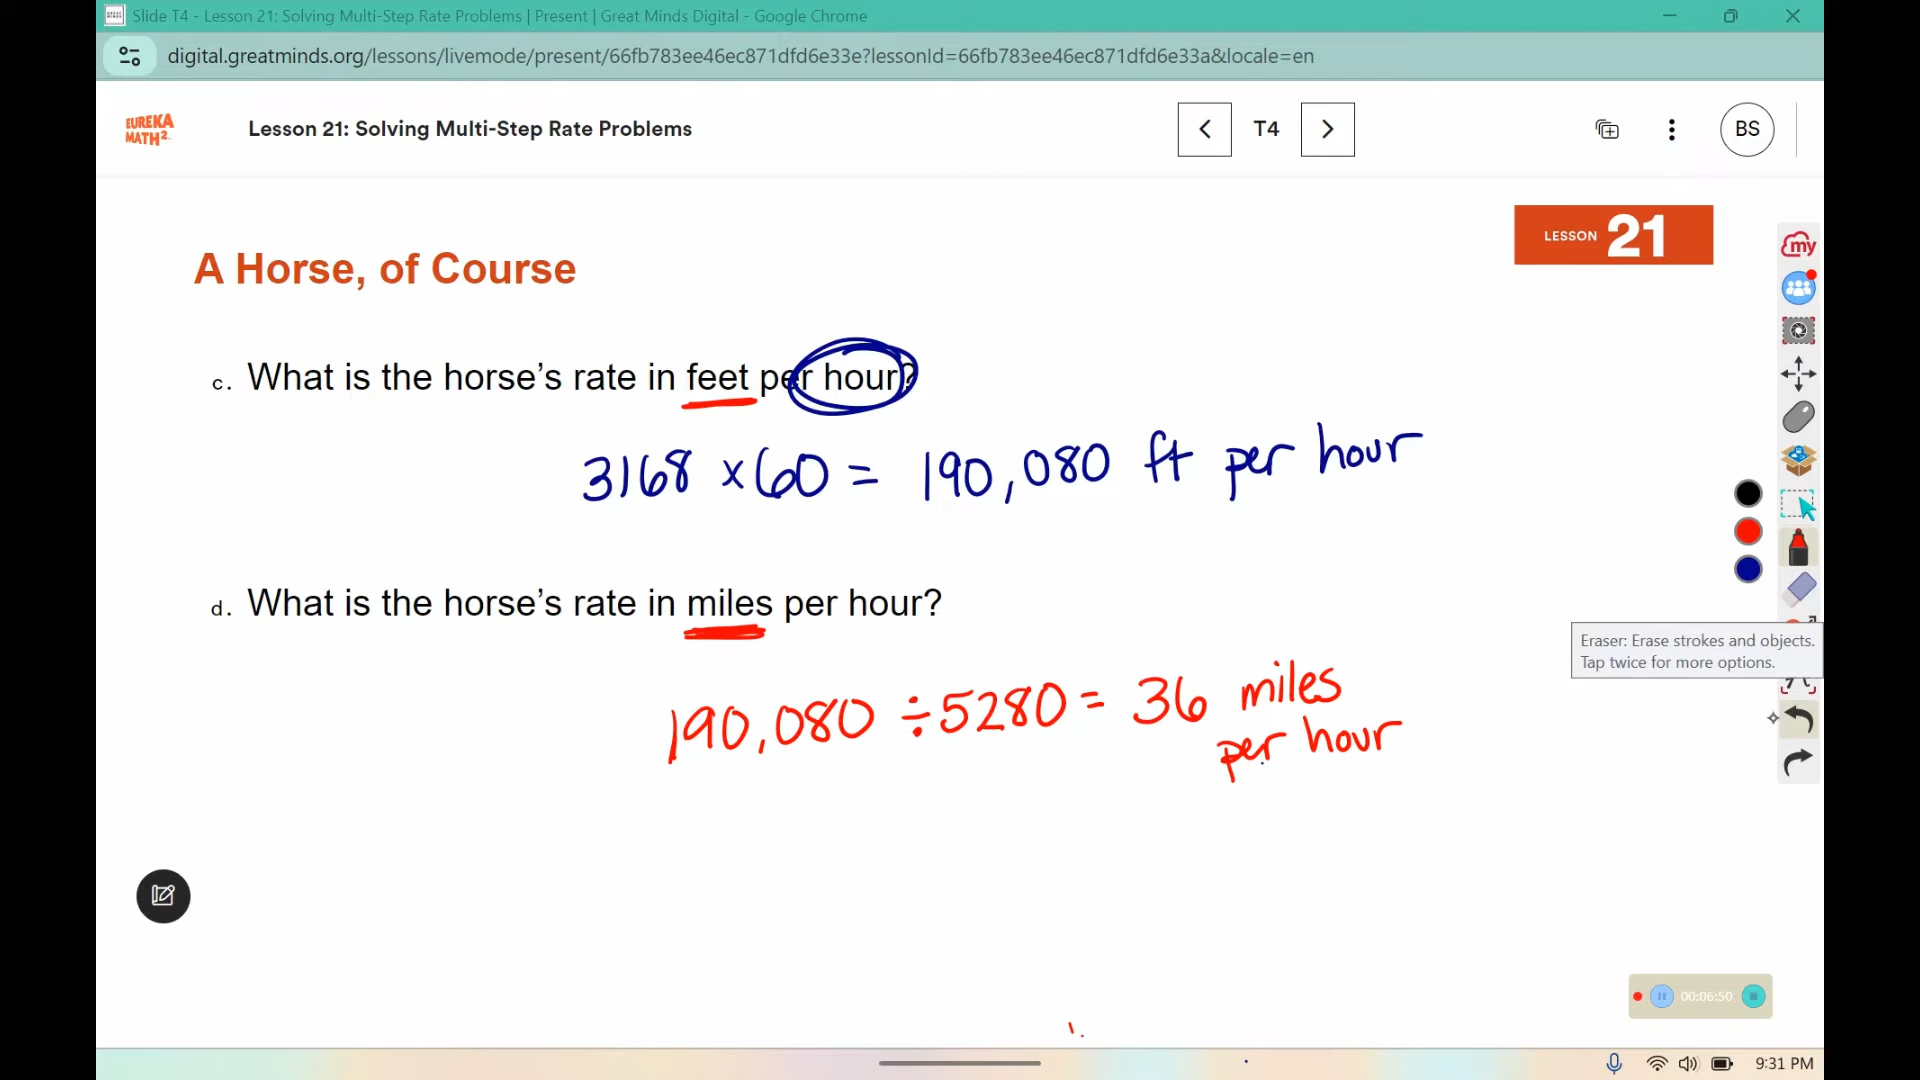 Slide T4 - Lesson 21: Solving Multi-Step Rate Problems | Present | Great Minds Digital - Google Chrome
digital.greatminds.org/lessons/livemode/present/66fb783ee46ec871dfd6e33e?lessonId=66fb783ee46ec871dfd6e33a&locale=en
EUREKA
MATH²
Lesson 21: Solving Multi-Step Rate Problems
T4
BS
LESSON 21
my
A Horse, of Course
c. What is the horse's rate in feet per hour?
3168 × 60 = 190,080 ft per hour
d. What is the horse's rate in miles per hour?
Eraser: Erase strokes and objects.
Tap twice for more options.
190,080 ÷ 5280 = 36 miles
per hour
00:06:50
9:31 PM